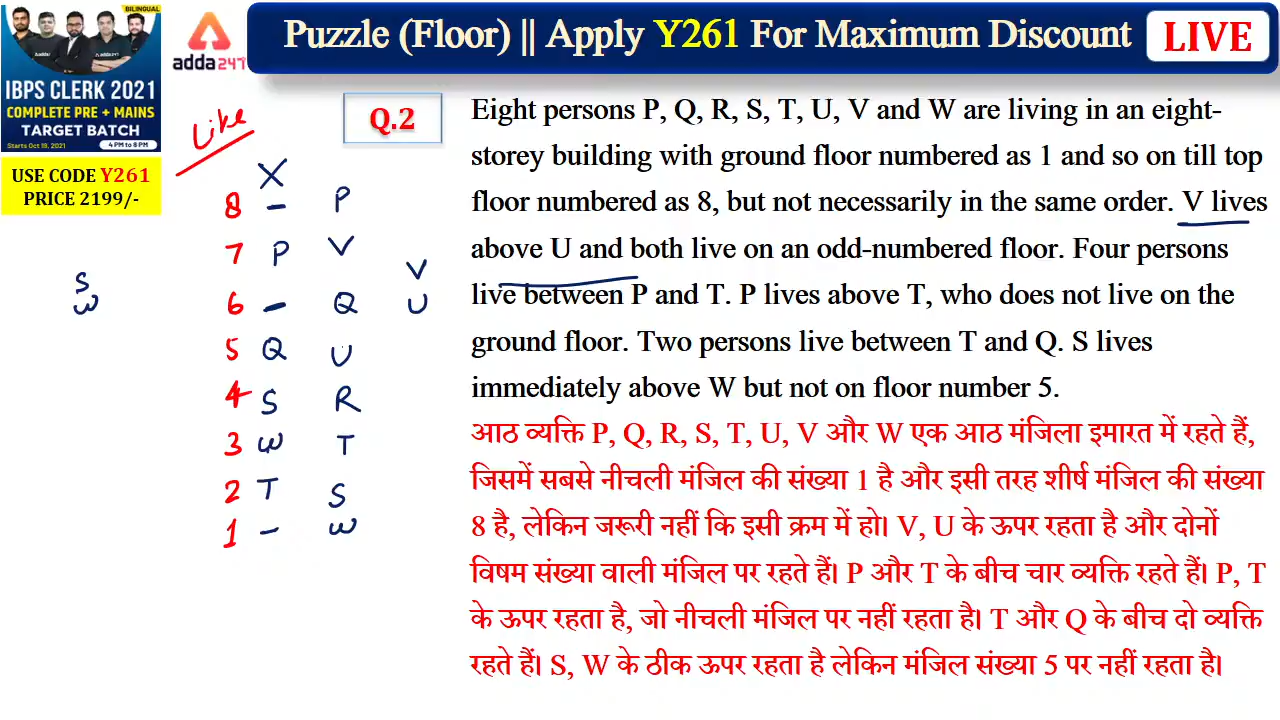 BILINGUAL
adda247
IBPS CLERK 2021
COMPLETE PRE + MAINS
TARGET BATCH
Starts Oct 18, 2021 4 PM to 8 PM
USE CODE Y261
PRICE 2199/-
adda247
Puzzle (Floor) || Apply Y261 For Maximum Discount
LIVE
Like
Q.2
X
8 - P
7 P V
V
6 - Q U
5 Q U
4 S R
3 W T
2 T S
1 - W
S
W
Eight persons P, Q, R, S, T, U, V and W are living in an eight-
storey building with ground floor numbered as 1 and so on till top
floor numbered as 8, but not necessarily in the same order. V lives
above U and both live on an odd-numbered floor. Four persons
live between P and T. P lives above T, who does not live on the
ground floor. Two persons live between T and Q. S lives
immediately above W but not on floor number 5.
आठ व्यक्ति P, Q, R, S, T, U, V और W एक आठ मंजिला इमारत में रहते हैं,
जिसमें सबसे नीचली मंजिल की संख्या 1 है और इसी तरह शीर्ष मंजिल की संख्या
8 है, लेकिन जरूरी नहीं कि इसी क्रम में हो। V, U के ऊपर रहता है और दोनों
विषम संख्या वाली मंजिल पर रहते हैं। P और T के बीच चार व्यक्ति रहते हैं। P, T
के ऊपर रहता है, जो नीचली मंजिल पर नहीं रहता है। T और Q के बीच दो व्यक्ति
रहते हैं। S, W के ठीक ऊपर रहता है लेकिन मंजिल संख्या 5 पर नहीं रहता है।